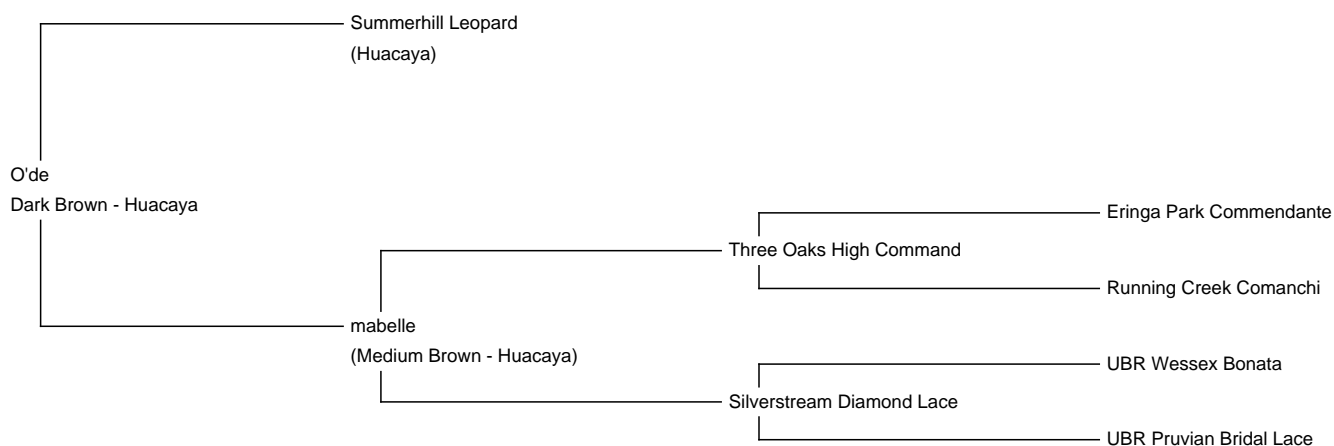 Summerhill Leopard
(Huacaya)
O'de
Dark Brown - Huacaya
Eringa Park Commendante
Three Oaks High Command
Running Creek Comanchi
mabelle
(Medium Brown - Huacaya)
UBR Wessex Bonata
Silverstream Diamond Lace
UBR Pruvian Bridal Lace